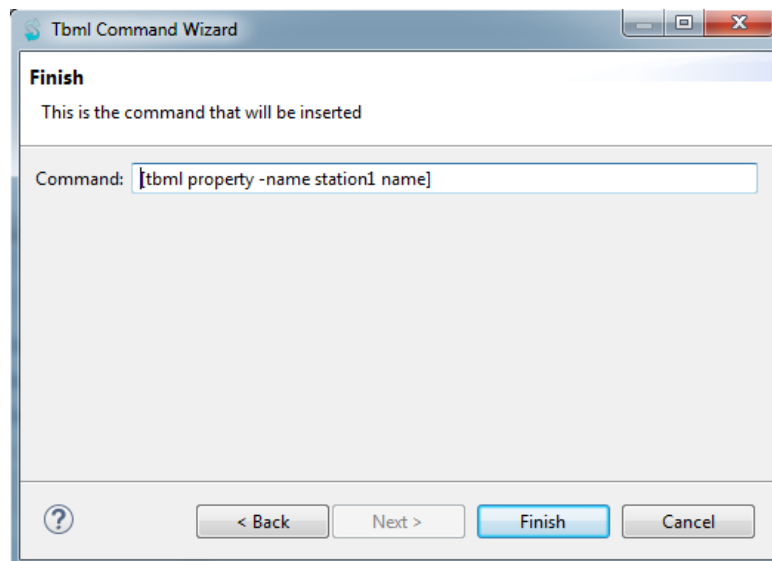 Tbml Command Wizard
Finish
This is the command that will be inserted
Command: [tbml property -name station1 name]
?
< Back Next > Finish Cancel